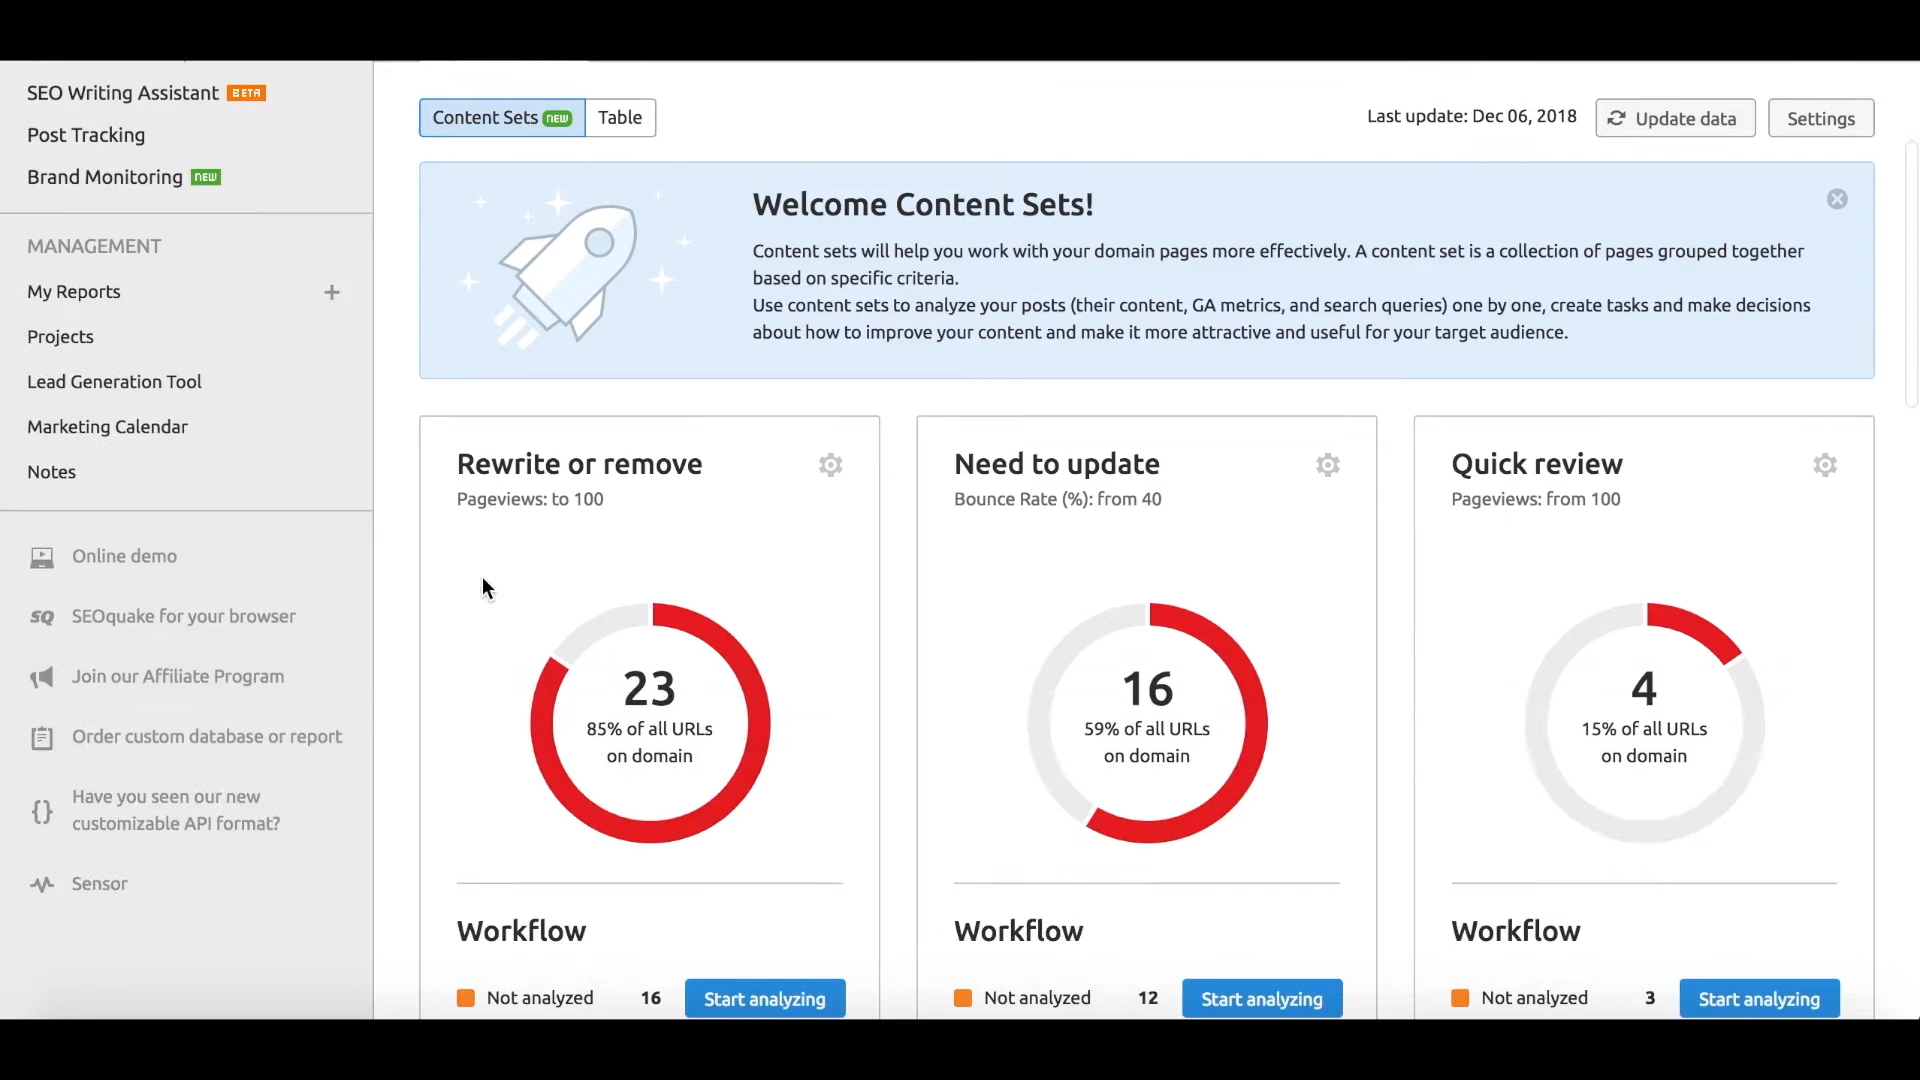 SEO Writing Assistant BETA
Post Tracking
Brand Monitoring NEW
MANAGEMENT
My Reports +
Projects
Lead Generation Tool
Marketing Calendar
Notes
Online demo
SQ SEOquake for your browser
Join our Affiliate Program
Order custom database or report
Have you seen our new
{} customizable API format?
Sensor
Content Sets NEW Table
Last update: Dec 06, 2018 Update data Settings
Welcome Content Sets!
Content sets will help you work with your domain pages more effectively. A content set is a collection of pages grouped together
based on specific criteria.
Use content sets to analyze your posts (their content, GA metrics, and search queries) one by one, create tasks and make decisions
about how to improve your content and make it more attractive and useful for your target audience.
Rewrite or remove
Pageviews: to 100
23
85% of all URLs
on domain
Workflow
Not analyzed 16 Start analyzing
Need to update
Bounce Rate (%): from 40
16
59% of all URLs
on domain
Workflow
Not analyzed 12 Start analyzing
Quick review
Pageviews: from 100
4
15% of all URLs
on domain
Workflow
Not analyzed 3 Start analyzing